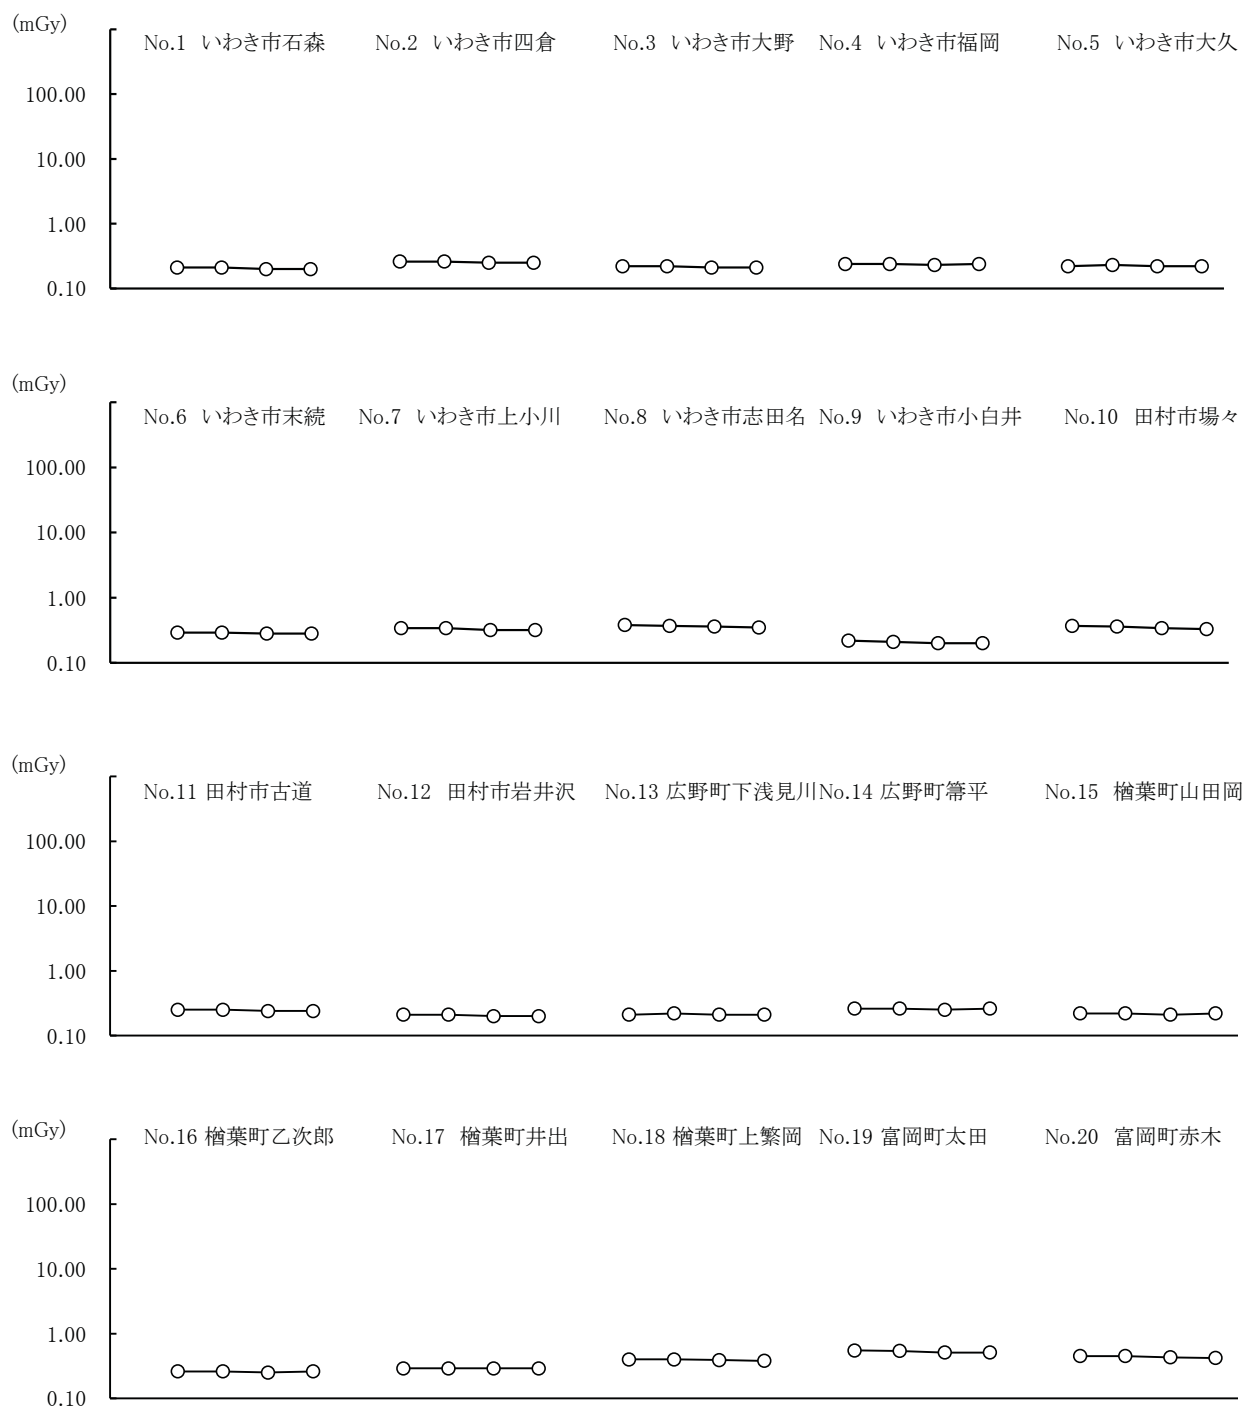 (mGy)
No.1 いわき市石森 No.2 いわき市四倉 No.3 いわき市大野 No.4 いわき市福岡 No.5 いわき市大久
100.00
10.00
1.00
0.10
(mGy)
No.6 いわき市末続 No.7 いわき市上小川 No.8 いわき市志田名 No.9 いわき市小白井 No.10 田村市場々
100.00
10.00
1.00
0.10
(mGy)
No.11 田村市古道 No.12 田村市岩井沢 No.13 広野町下浅見川 No.14 広野町箒平 No.15 楢葉町山田岡
100.00
10.00
1.00
0.10
(mGy)
No.16 楢葉町乙次郎 No.17 楢葉町井出 No.18 楢葉町上繁岡 No.19 富岡町太田 No.20 富岡町赤木
100.00
10.00
1.00
0.10